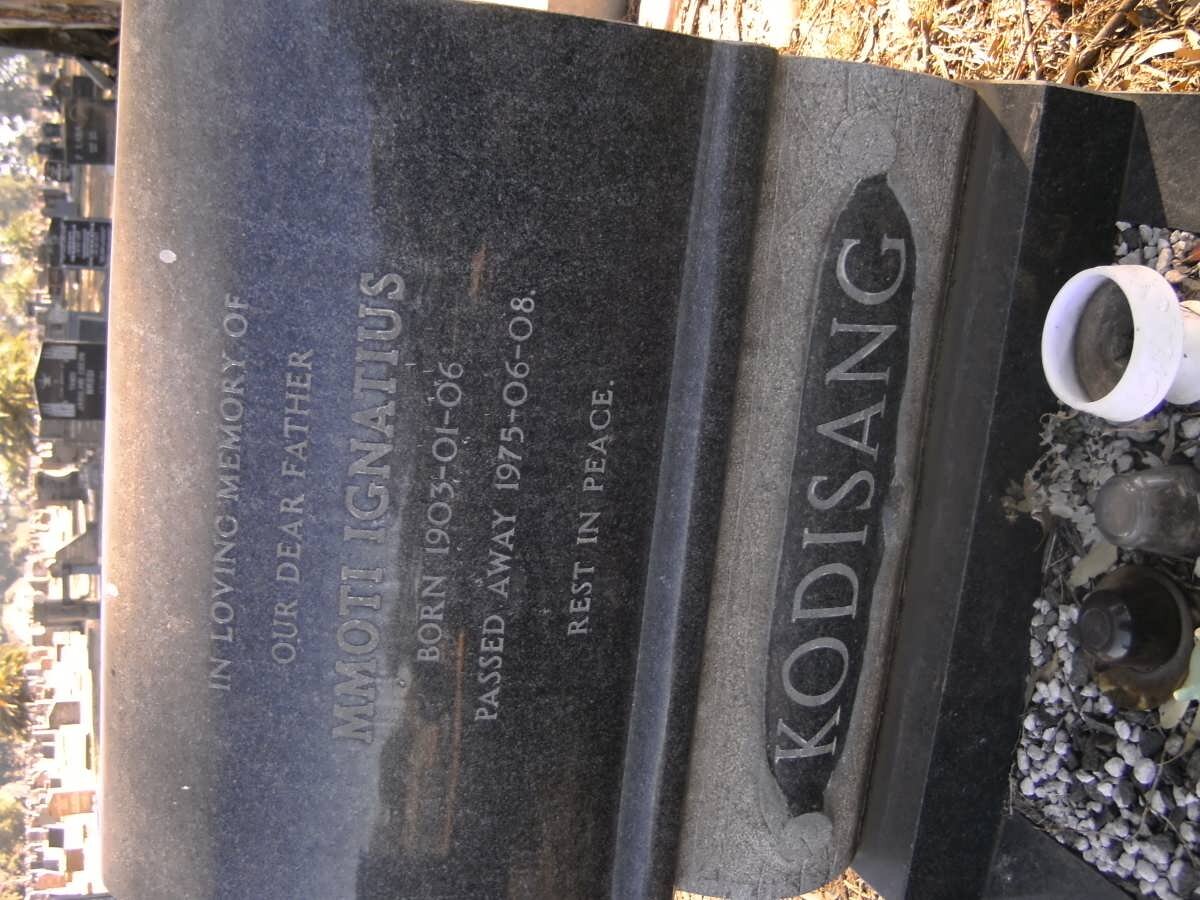 IN LOVING MEMORY OF
OUR DEAR FATHER
MMOTI IGNATIUS
BORN 1903-01-06
PASSED AWAY 1975-06-08.
REST IN PEACE.
KODISANG